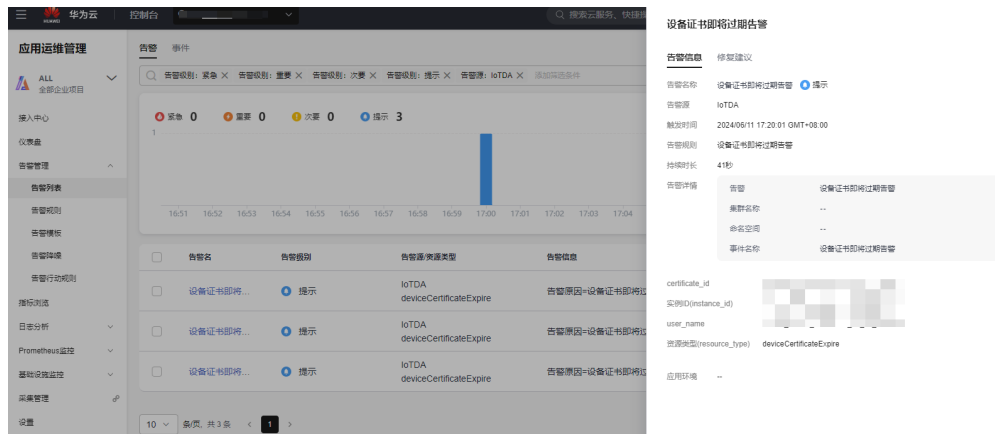 HUAWEI 华为云 控制台
搜索云服务、快捷
应用运维管理
ALL
全部企业项目
接入中心
仪表盘
告警管理
告警列表
告警规则
告警模板
告警降噪
告警行动规则
指标浏览
日志分析
Prometheus监控
基础设施监控
采集管理
设置
告警 事件
告警级别: 紧急 × 告警级别: 重要 × 告警级别: 次要 × 告警级别: 提示 × 告警源: IoTDA × 添加筛选条件
紧急 0 重要 0 次要 0 提示 3
1
16:51 16:52 16:53 16:54 16:55 16:56 16:57 16:58 16:59 17:00 17:01 17:02 17:03 17:04
告警名 告警级别 告警源/资源类型 告警信息
设备证书即将... 提示 IoTDA 告警原因=设备证书即将过
deviceCertificateExpire
设备证书即将... 提示 IoTDA 告警原因=设备证书即将过
deviceCertificateExpire
设备证书即将... 提示 IoTDA 告警原因=设备证书即将过
deviceCertificateExpire
10 条/页, 共 3 条 < 1 >
设备证书即将过期告警
告警信息 修复建议
告警名称 设备证书即将过期告警 提示
告警源 IoTDA
触发时间 2024/06/11 17:20:01 GMT+08:00
告警规则 设备证书即将过期告警
持续时长 41秒
告警详情 告警 设备证书即将过期告警
集群名称 --
命名空间 --
事件名称 设备证书即将过期告警
certificate_id
实例ID(instance_id)
user_name
资源类型(resource_type) deviceCertificateExpire
应用环境 --